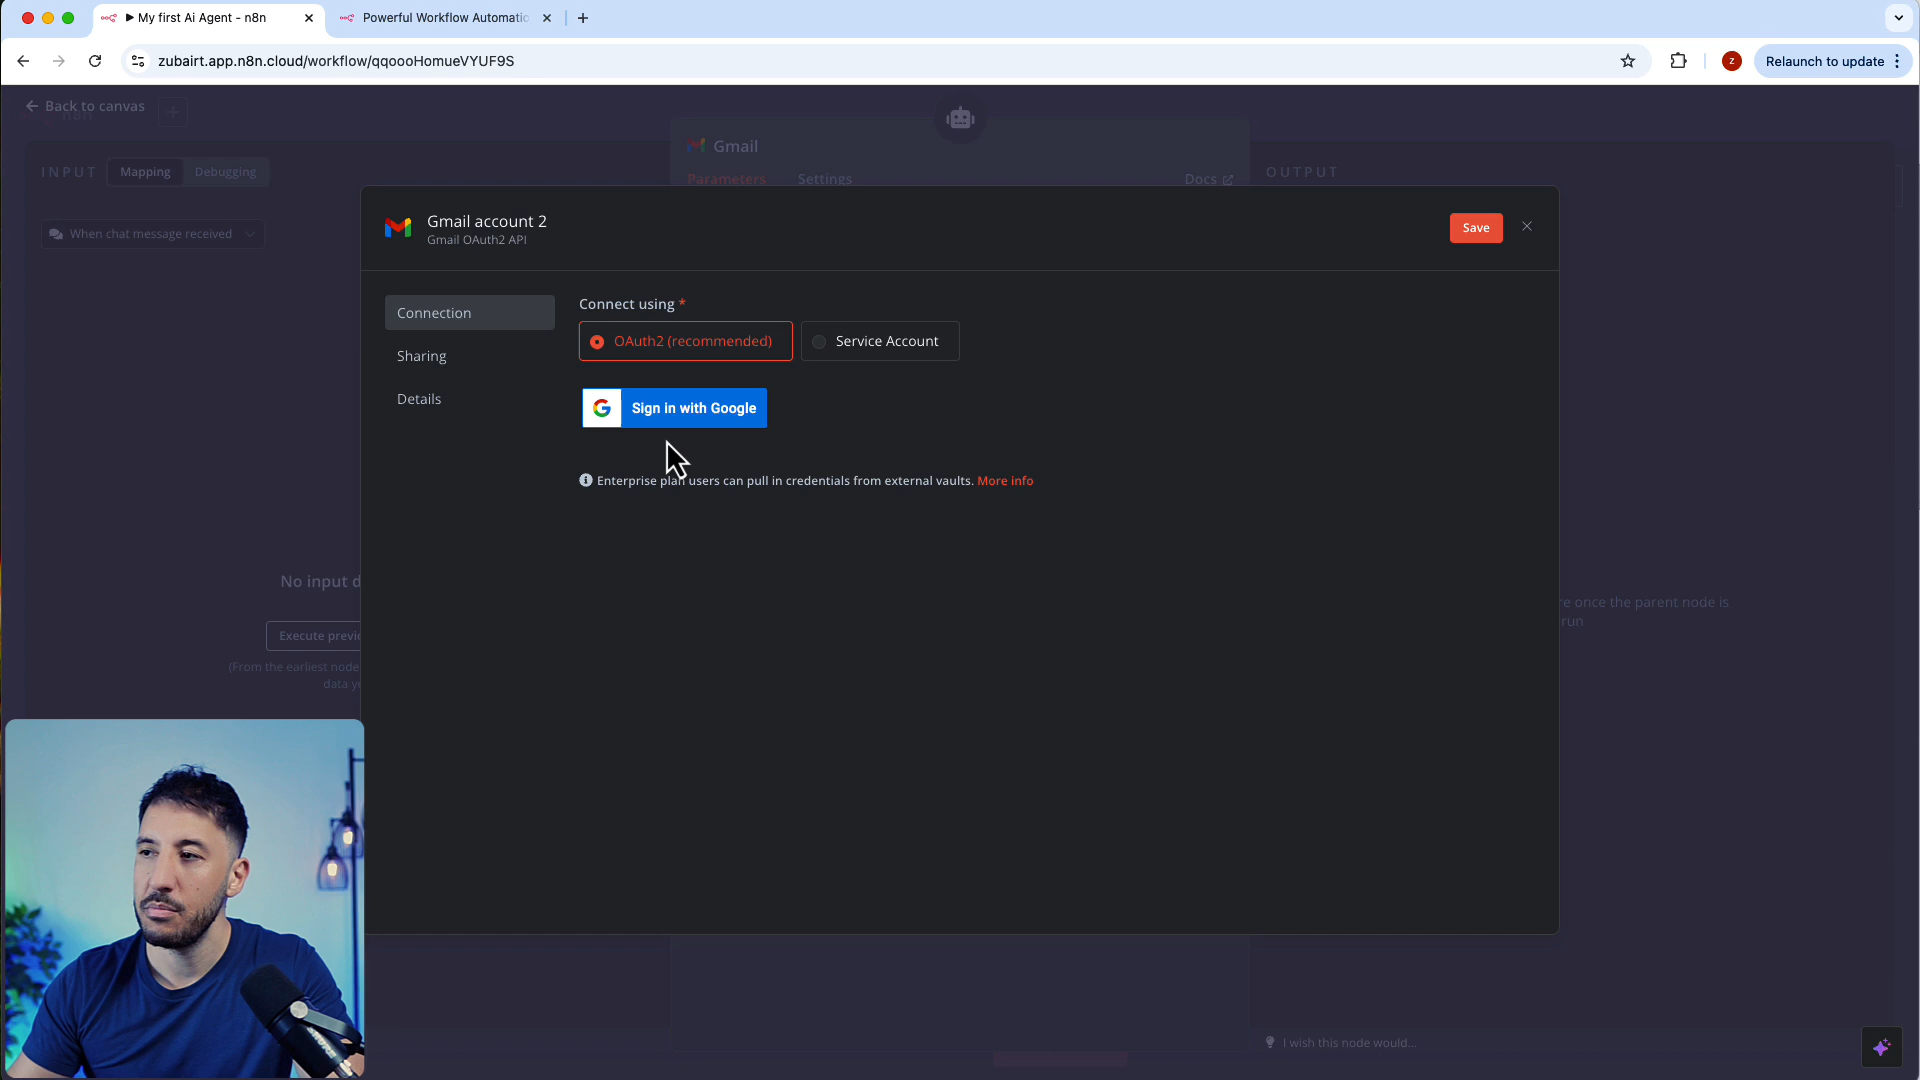 My first Ai Agent - n8n
Powerful Workflow Automatio
zubairt.app.n8n.cloud/workflow/qqoooHomueVYUF9S
Z
Relaunch to update
Back to canvas
n8n
Gmail
INPUT
Mapping
Debugging
Parameters
Settings
Docs
OUTPUT
When chat message received
Gmail account 2
Gmail OAuth2 API
Save
Connection
Sharing
Details
Connect using *
OAuth2 (recommended)
Service Account
Sign in with Google
Enterprise plan users can pull in credentials from external vaults. More info
No input d
Execute previo
(From the earliest node
data ye
re once the parent node is
run
I wish this node would...